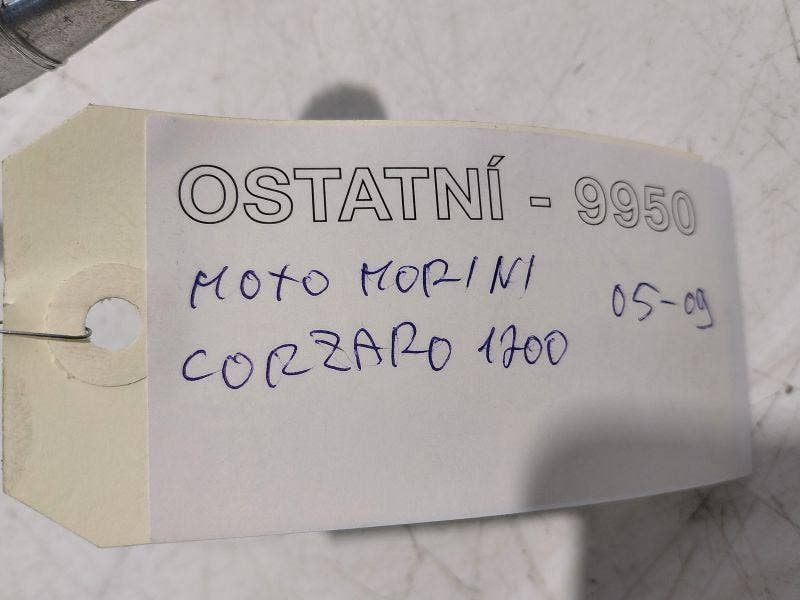 OSTATNÍ - 9950
MOTO MORINI 05-09
CORZARO 1200